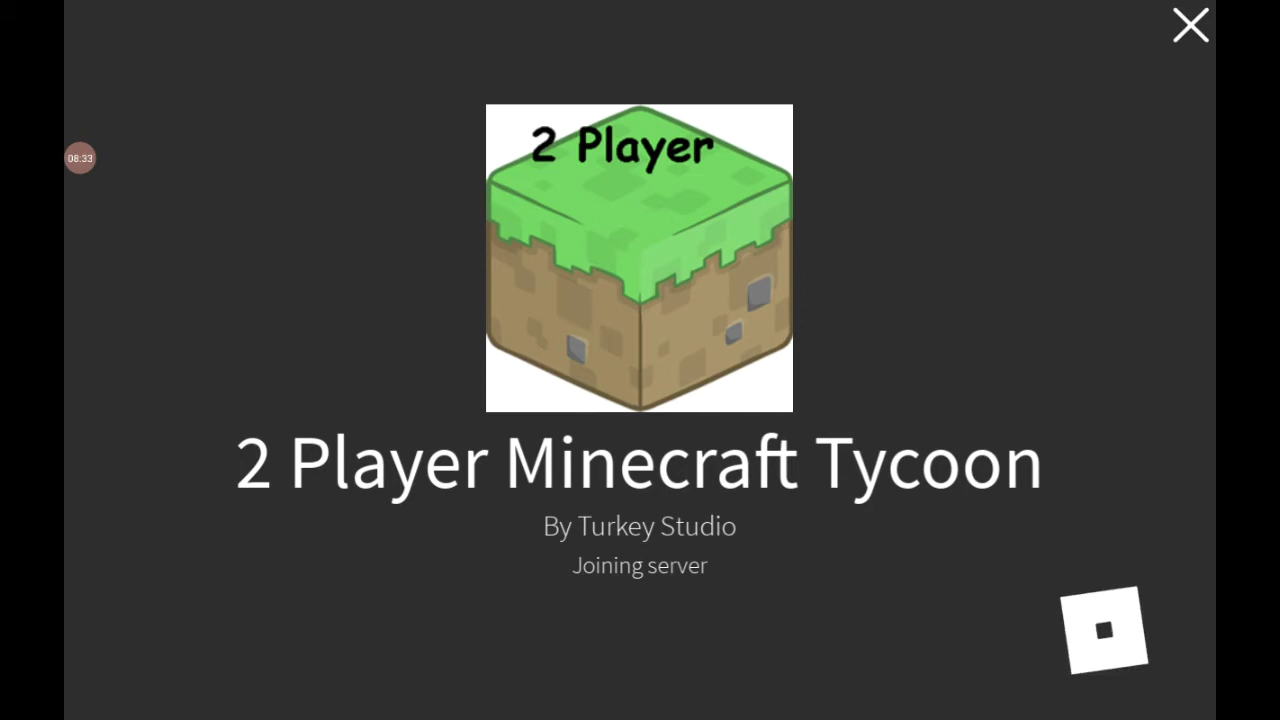 08:33
2 Player
2 Player Minecraft Tycoon
By Turkey Studio
Joining server